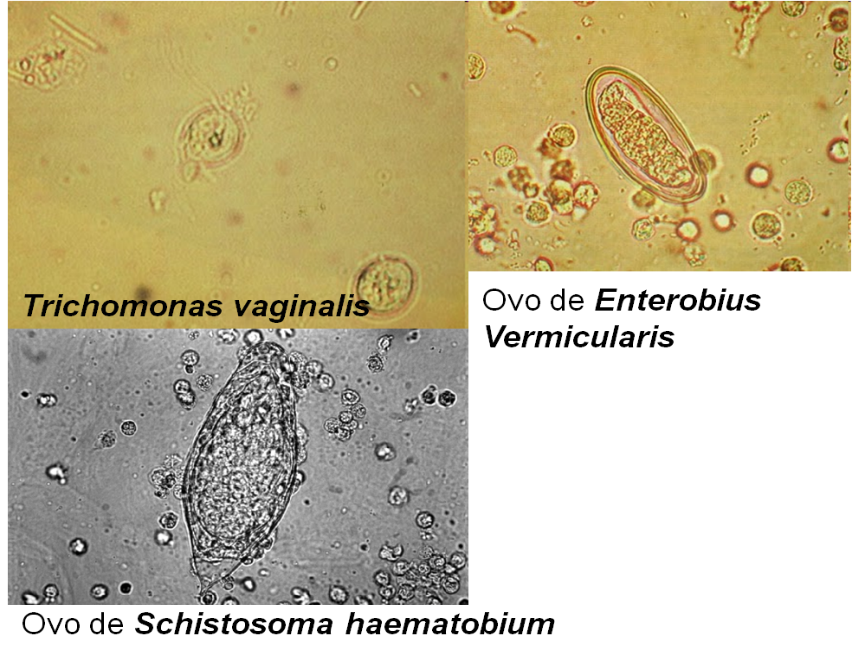 Trichomonas vaginalis
Ovo de Enterobius
Vermicularis
Ovo de Schistosoma haematobium